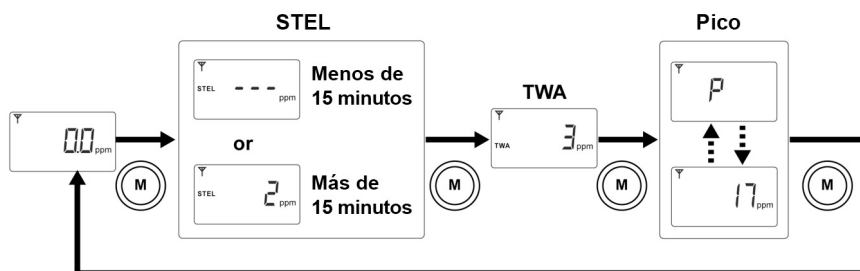 STEL
Pico
STEL
- - -
ppm
Menos de
15 minutos
TWA
P
0.0 ppm
or
TWA
3 ppm
M
STEL
2 ppm
Más de
15 minutos
M
M
17 ppm
M